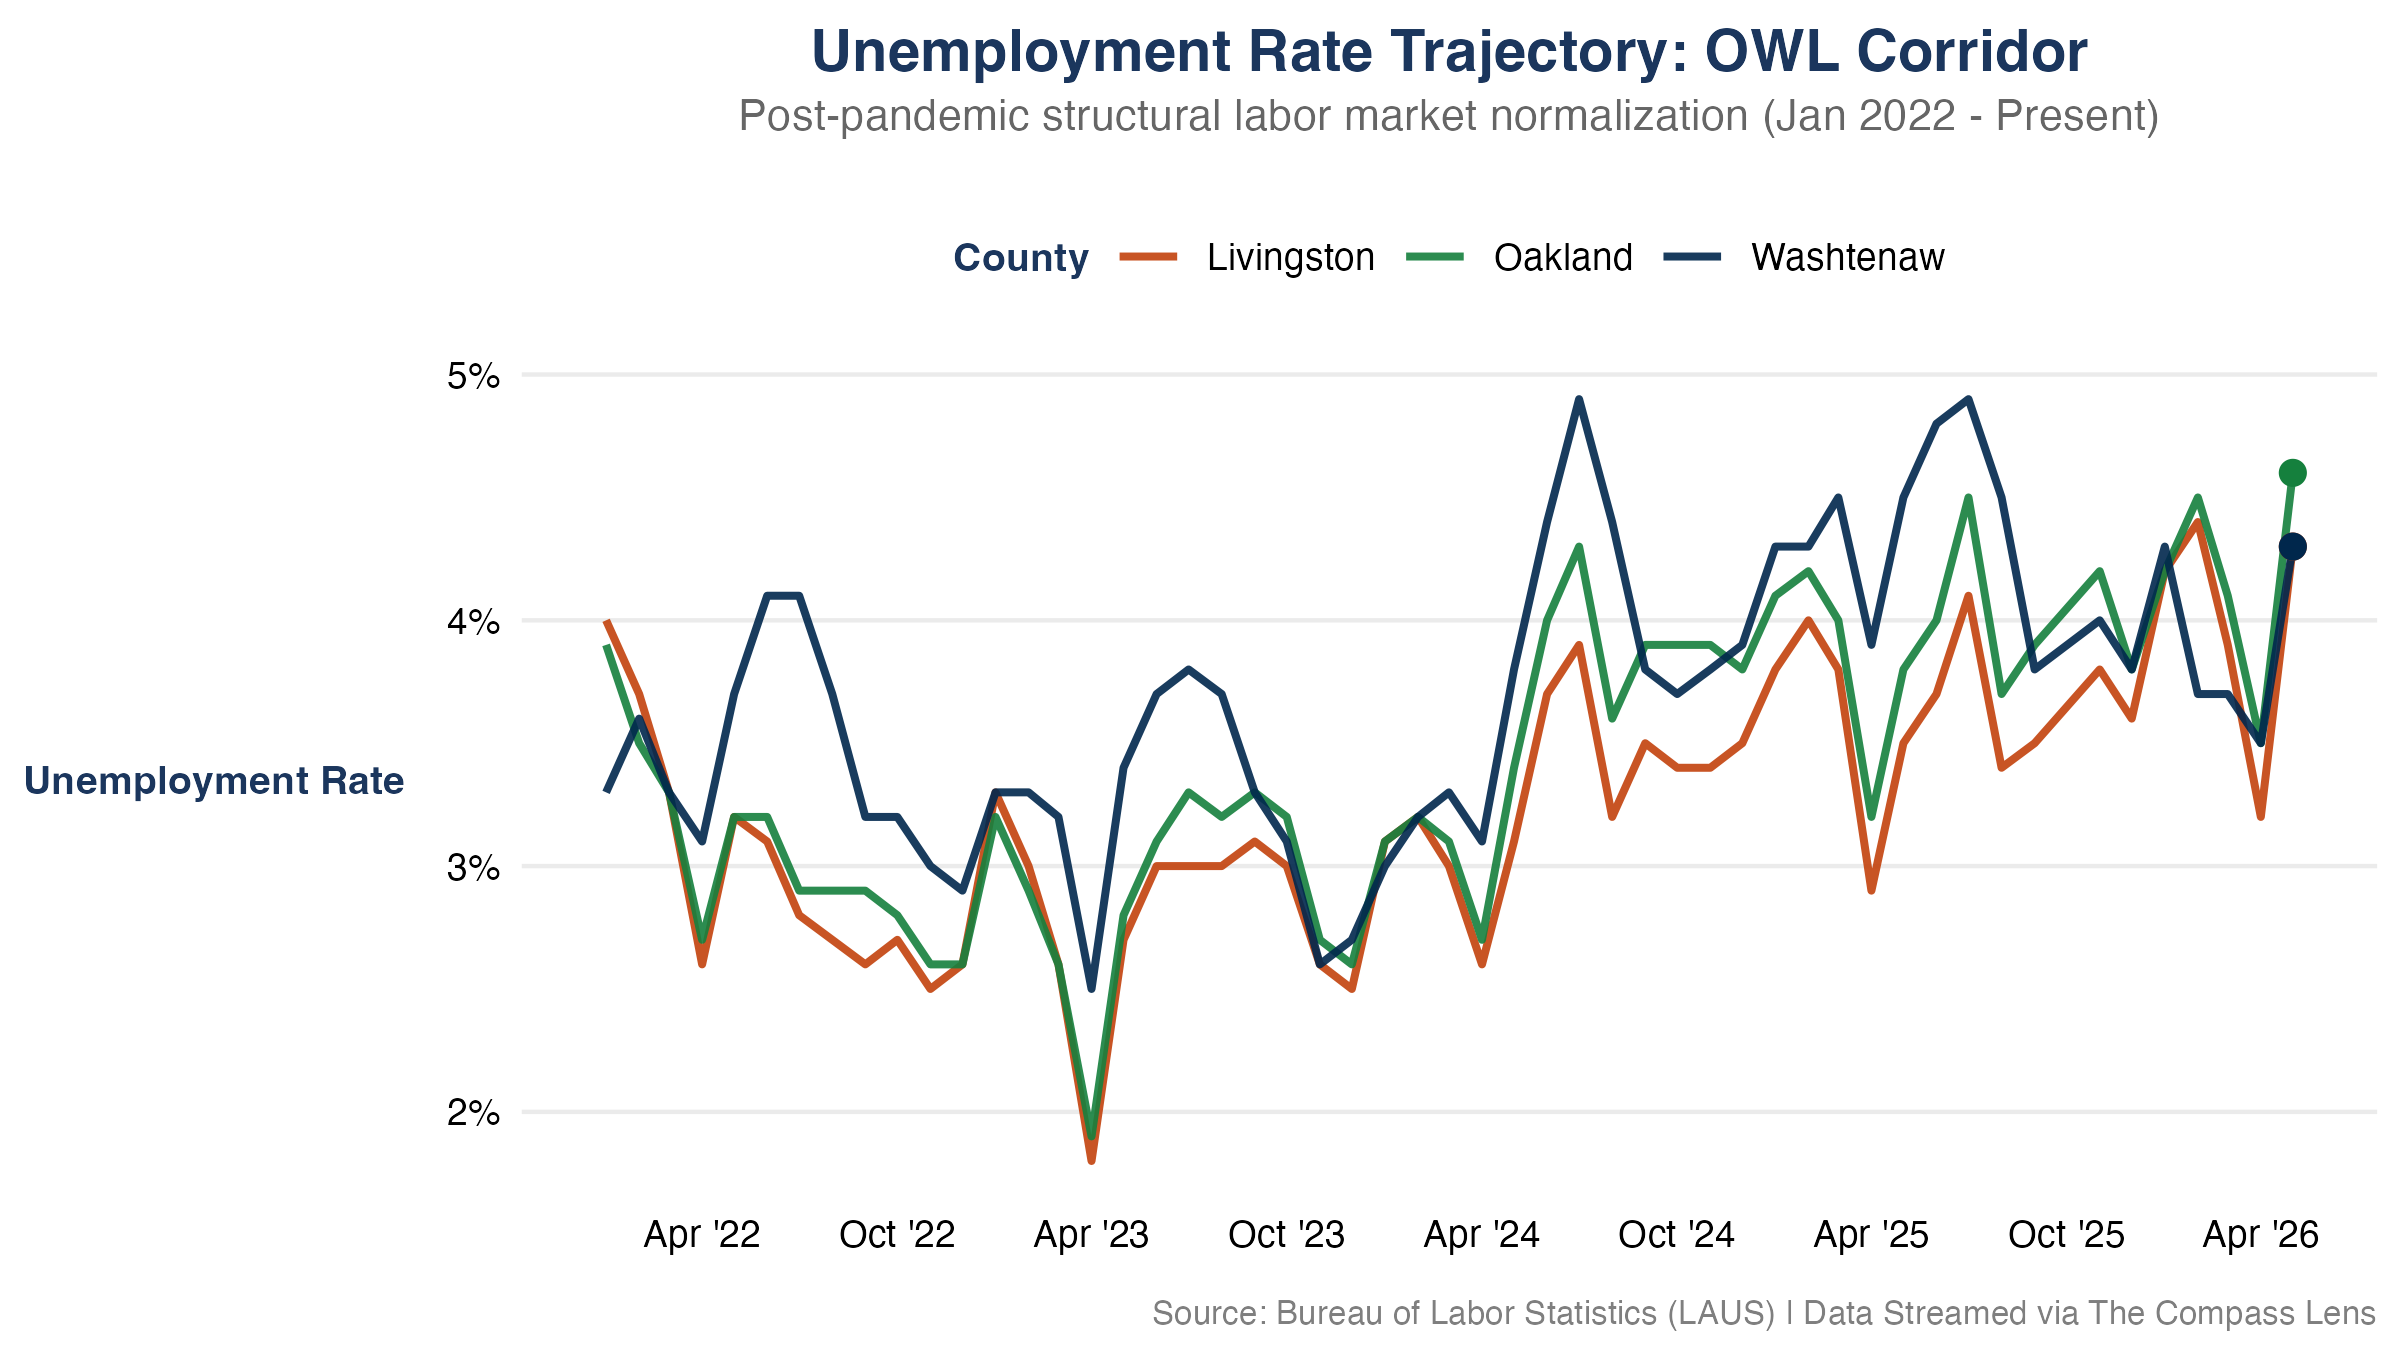 Unemployment Rate Trajectory: OWL Corridor
Post-pandemic structural labor market normalization (Jan 2022 - Present)
County Livingston Oakland Washtenaw
5%
4%
3%
2%
Unemployment Rate
Apr '22 Oct '22 Apr '23 Oct '23 Apr '24 Oct '24 Apr '25 Oct '25 Apr '26
Source: Bureau of Labor Statistics (LAUS) | Data Streamed via The Compass Lens